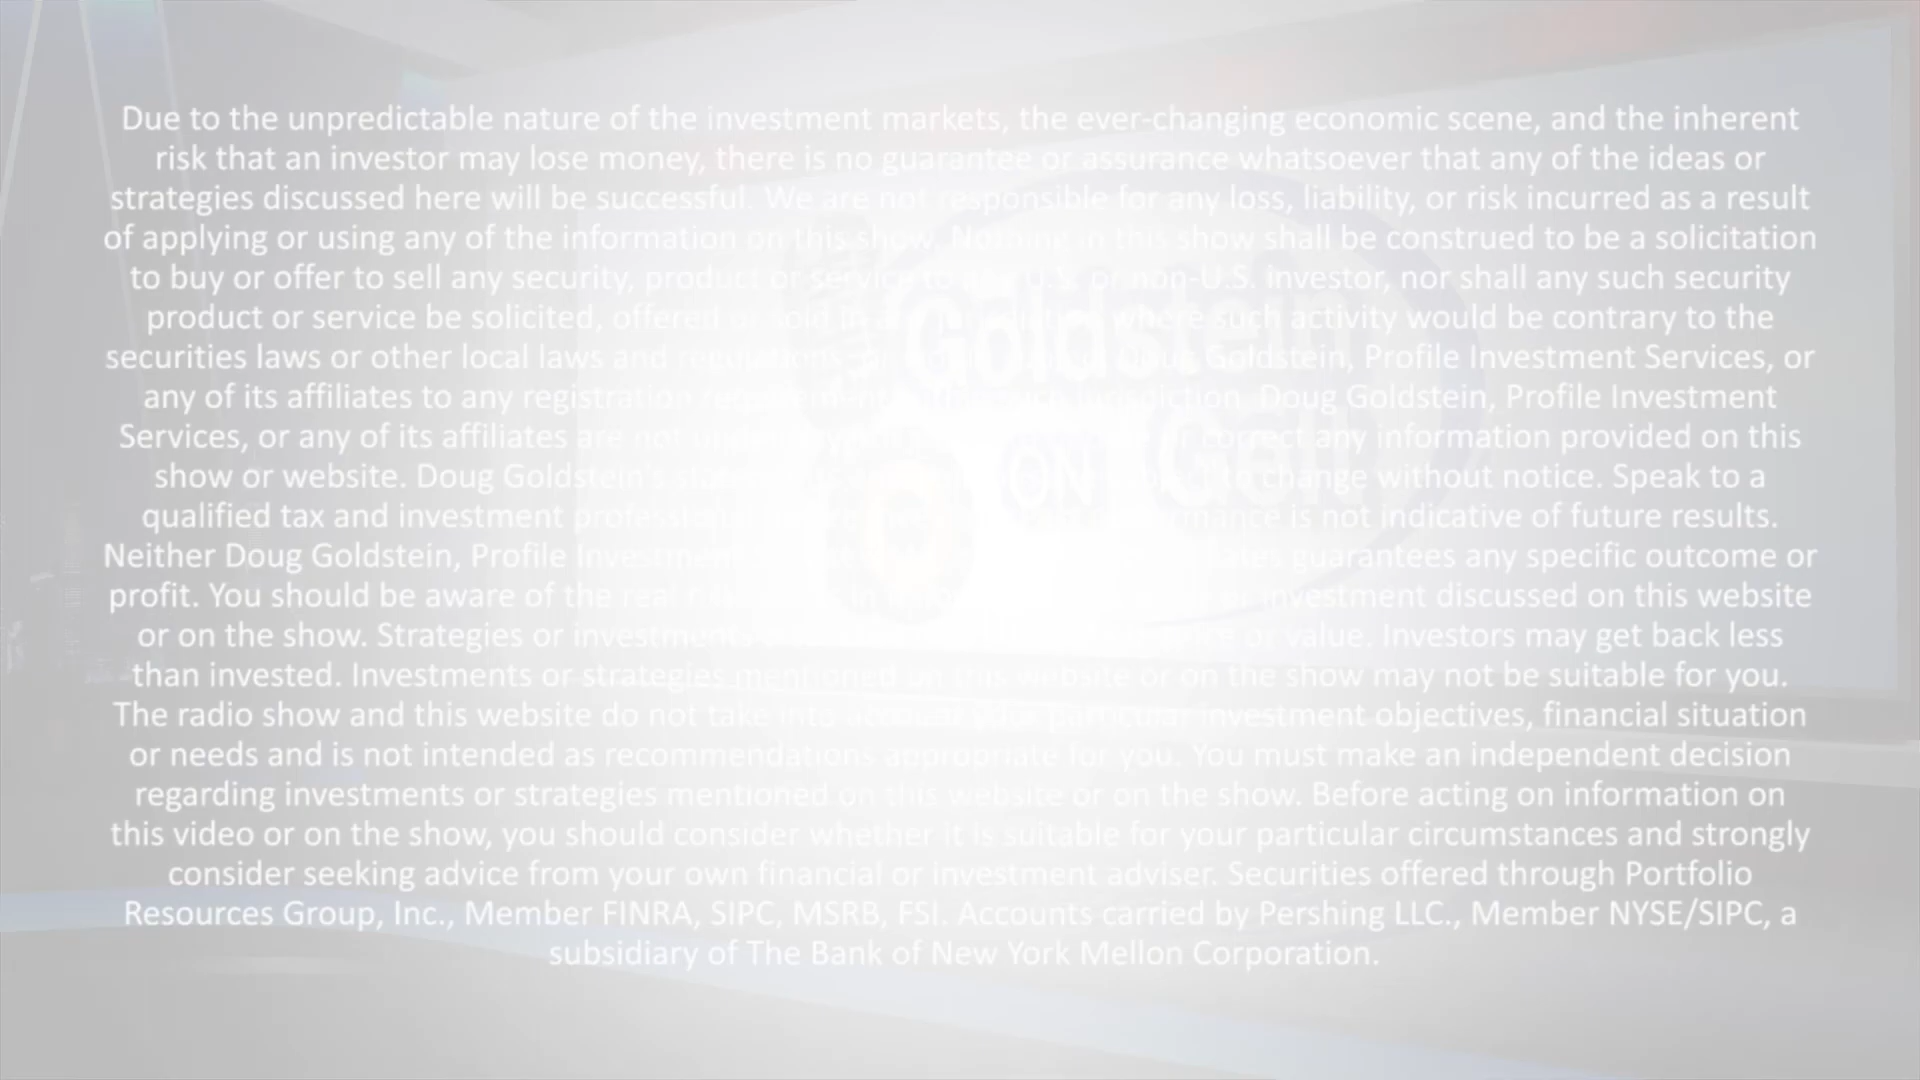 Due to the unpredictable nature of the investment markets, the ever-changing economic scene, and the inherent
risk that an investor may lose money, there is no guarantee or assurance whatsoever that any of the ideas or
strategies discussed here will be successful. We are not responsible for any loss, liability, or risk incurred as a result
of applying or using any of the information on this show. Nothing in this show shall be construed to be a solicitation
to buy or offer to sell any security, product or service to any U.S. or non-U.S. investor, nor shall any such security
product or service be solicited, offered or sold in any jurisdiction where such activity would be contrary to the
securities laws or other local laws and regulations, or Doug Goldstein, Profile Investment Services, or
any of its affiliates to any registration requirement jurisdiction. Doug Goldstein, Profile Investment
Services, or any of its affiliates are not correct any information provided on this
show or website. Doug Goldstein's to change without notice. Speak to a
qualified tax and investment professional is not indicative of future results.
Neither Doug Goldstein, Profile Investment guarantees any specific outcome or
profit. You should be aware of the real investment discussed on this website
or on the show. Strategies or investments or value. Investors may get back less
than invested. Investments or strategies mentioned on this website or on the show may not be suitable for you.
The radio show and this website do not take into account your particular investment objectives, financial situation
or needs and is not intended as recommendations appropriate for you. You must make an independent decision
regarding investments or strategies mentioned on this website or on the show. Before acting on information on
this video or on the show, you should consider whether it is suitable for your particular circumstances and strongly
consider seeking advice from your own financial or investment adviser. Securities offered through Portfolio
Resources Group, Inc., Member FINRA, SIPC, MSRB, FSI. Accounts carried by Pershing LLC., Member NYSE/SIPC, a
subsidiary of The Bank of New York Mellon Corporation.
Goldstein
ON Gelt